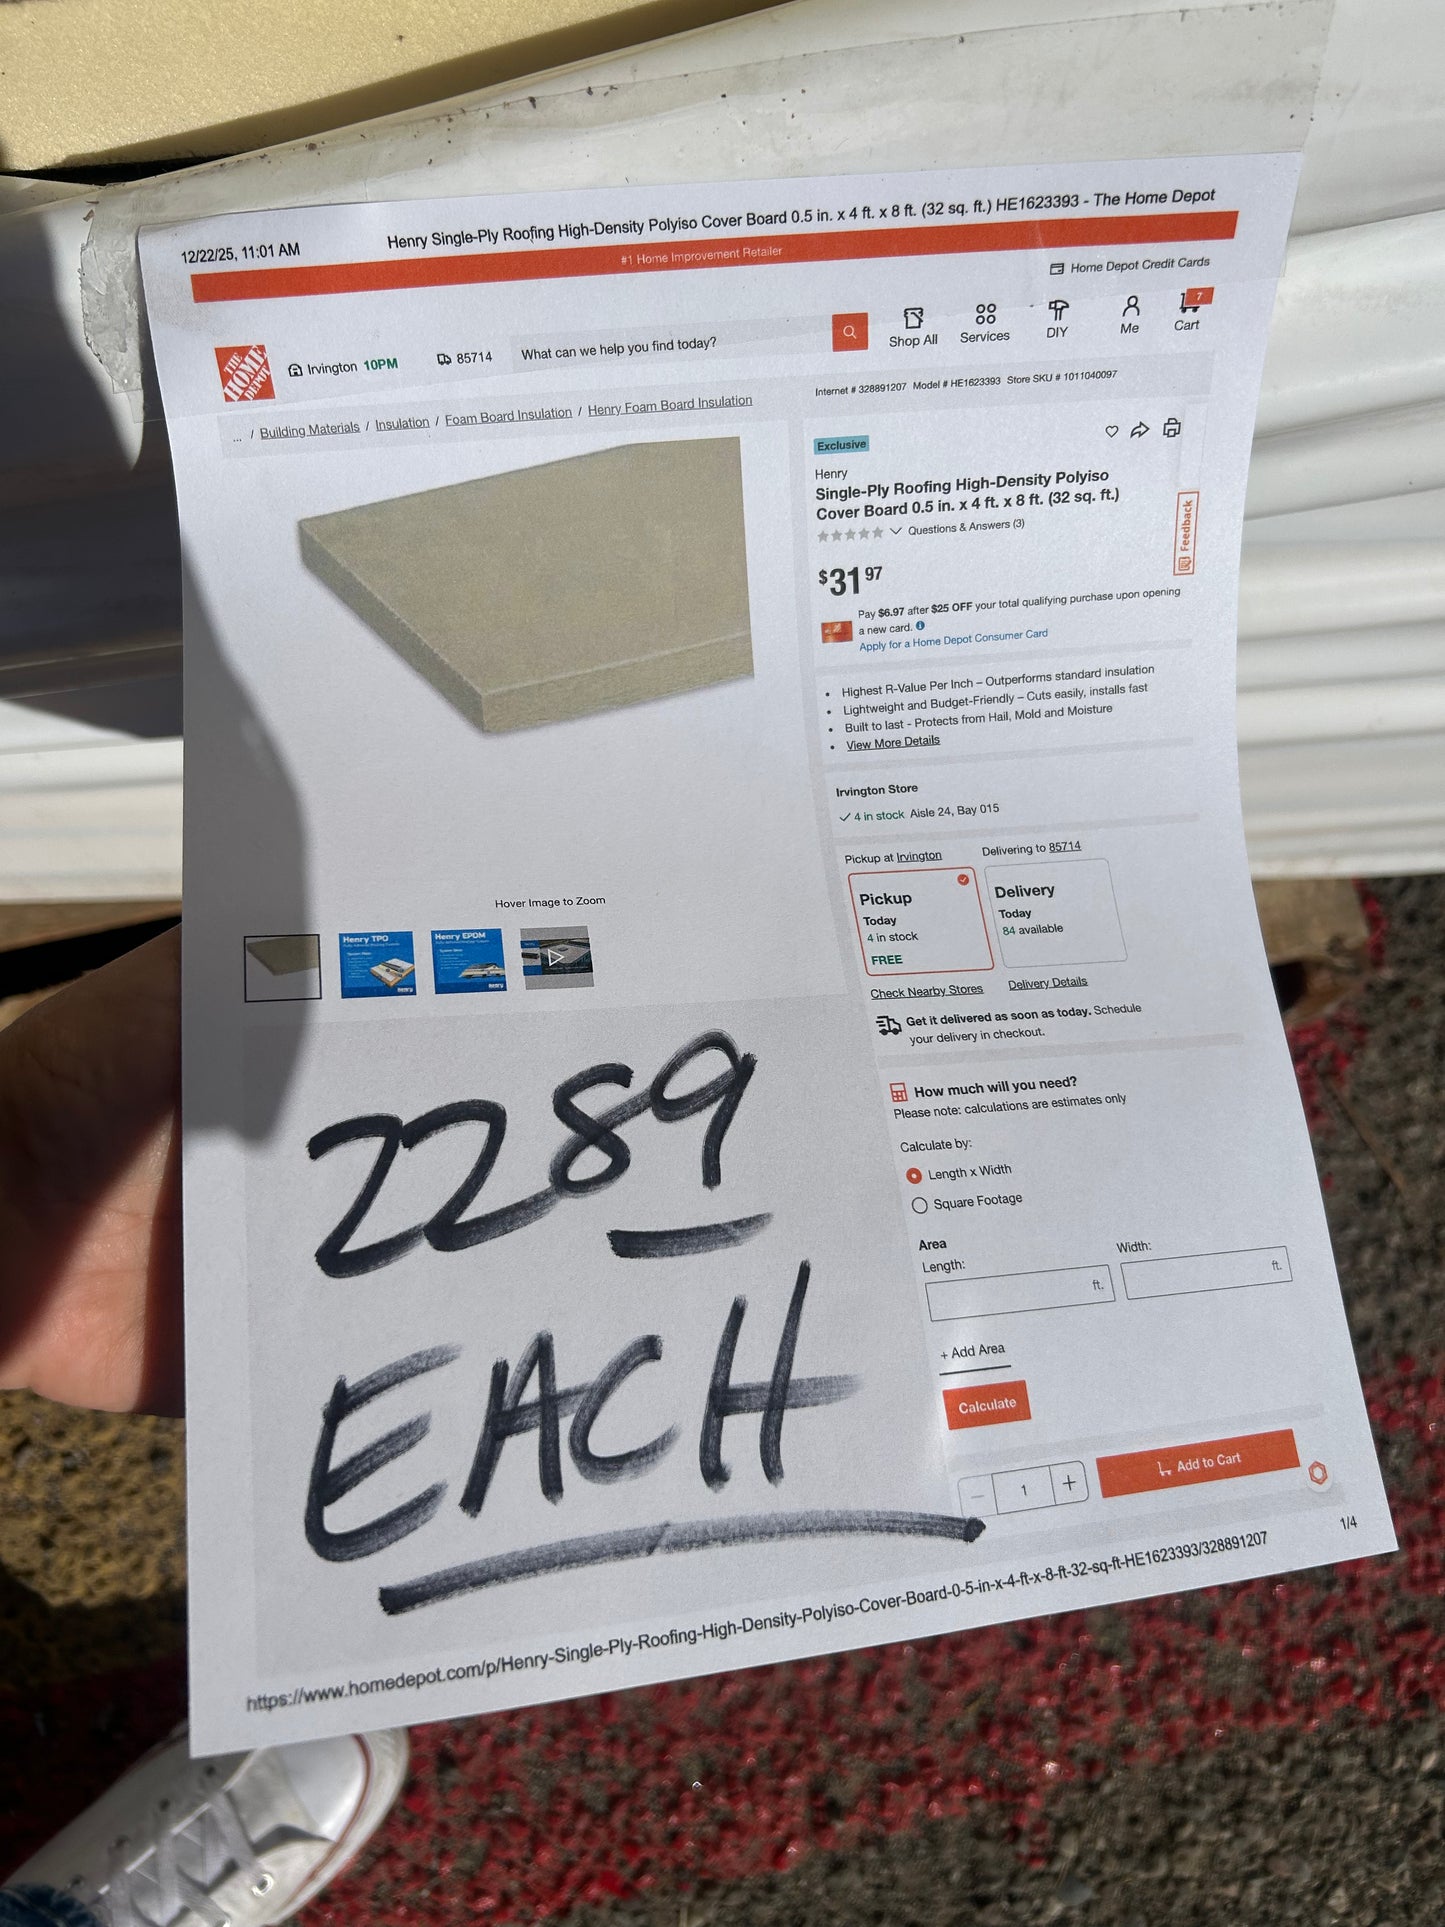 12/22/25, 11:01 AM
Henry Single-Ply Roofing High-Density Polyiso Cover Board 0.5 in. x 4 ft. x 8 ft. (32 sq. ft.) HE1623393 - The Home Depot
#1 Home Improvement Retailer
Home Depot Credit Cards
THE HOME DEPOT
Irvington 10PM
85714
What can we help you find today?
Shop All
Services
DIY
Me
7
Cart
Internet # 328891207 Model # HE1623393 Store SKU # 1011040097
... / Building Materials / Insulation / Foam Board Insulation / Henry Foam Board Insulation
Exclusive
Henry
Single-Ply Roofing High-Density Polyiso
Cover Board 0.5 in. x 4 ft. x 8 ft. (32 sq. ft.)
Questions & Answers (3)
Feedback
$31 97
Pay $6.97 after $25 OFF your total qualifying purchase upon opening
a new card.
Apply for a Home Depot Consumer Card
• Highest R-Value Per Inch – Outperforms standard insulation
• Lightweight and Budget-Friendly – Cuts easily, installs fast
• Built to last - Protects from Hail, Mold and Moisture
• View More Details
Irvington Store
4 in stock Aisle 24, Bay 015
Pickup at Irvington
Delivering to 85714
Pickup
Today
4 in stock
FREE
Delivery
Today
84 available
Check Nearby Stores
Delivery Details
Get it delivered as soon as today. Schedule
your delivery in checkout.
Hover Image to Zoom
Henry TPO
Henry EPDM
How much will you need?
Please note: calculations are estimates only
Calculate by:
Length x Width
Square Footage
Area
Length:
Width:
ft.
ft.
+ Add Area
Calculate
− 1 +
Add to Cart
2289
EACH
https://www.homedepot.com/p/Henry-Single-Ply-Roofing-High-Density-Polyiso-Cover-Board-0-5-in-x-4-ft-x-8-ft-32-sq-ft-HE1623393/328891207
1/4